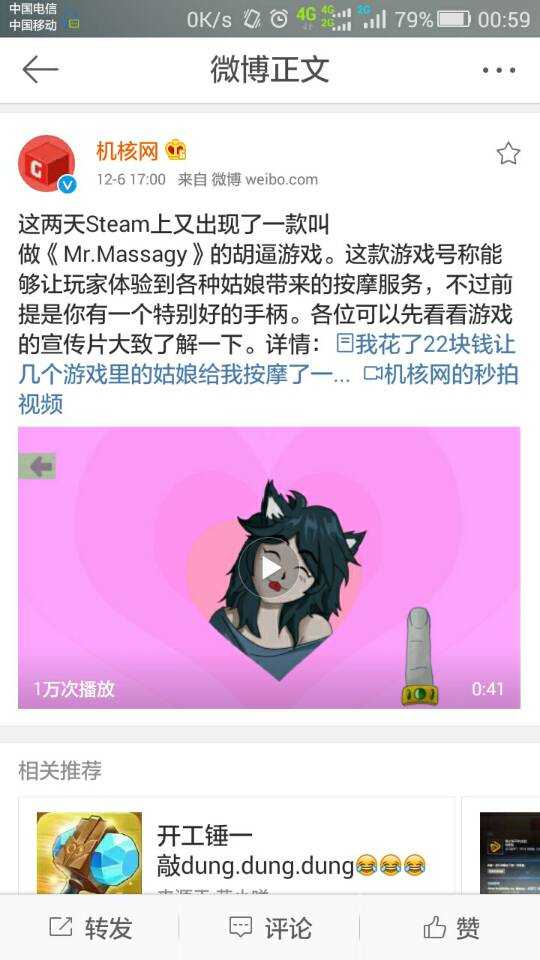 中国电信
中国移动
0K/s 4G 4G 2G 2G 79% 00:59
微博正文
机核网
12-6 17:00 来自 微博 weibo.com
这两天Steam上又出现了一款叫
做《Mr.Massagy》的胡逼游戏。这款游戏号称能
够让玩家体验到各种姑娘带来的按摩服务，不过前
提是你有一个特别好的手柄。各位可以先看看游戏
的宣传片大致了解一下。详情：我花了22块钱让
几个游戏里的姑娘给我按摩了一... 机核网的秒拍
视频
1万次播放
0:41
相关推荐
开工锤一
敲dung.dung.dung😂😂😂
转发
评论
赞